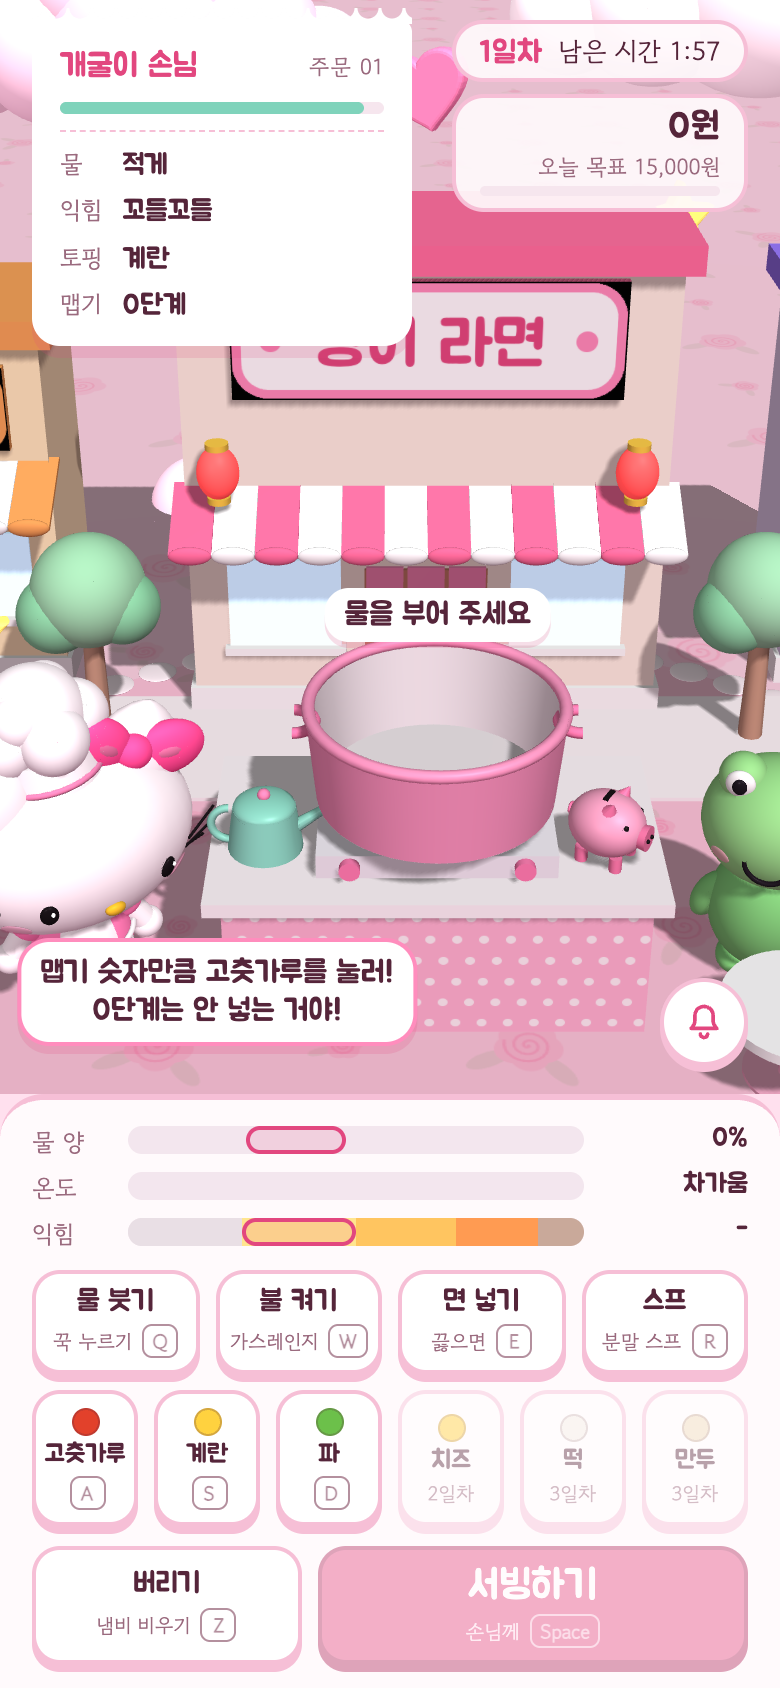 개굴이 손님 주문 01
물 적게
익힘 꼬들꼬들
토핑 계란
맵기 0단계
1일차 남은 시간 1:57
0원
오늘 목표 15,000원
라면
물을 부어 주세요
맵기 숫자만큼 고춧가루를 눌러!
0단계는 안 넣는 거야!
물 양 0%
온도 차가움
익힘 -
물 붓기 불 켜기 면 넣기 스프
꾹 누르기 Q 가스레인지 W 끓으면 E 분말 스프 R
고춧가루 계란 파 치즈 떡 만두
A S D 2일차 3일차 3일차
버리기 서빙하기
냄비 비우기 Z 손님께 Space